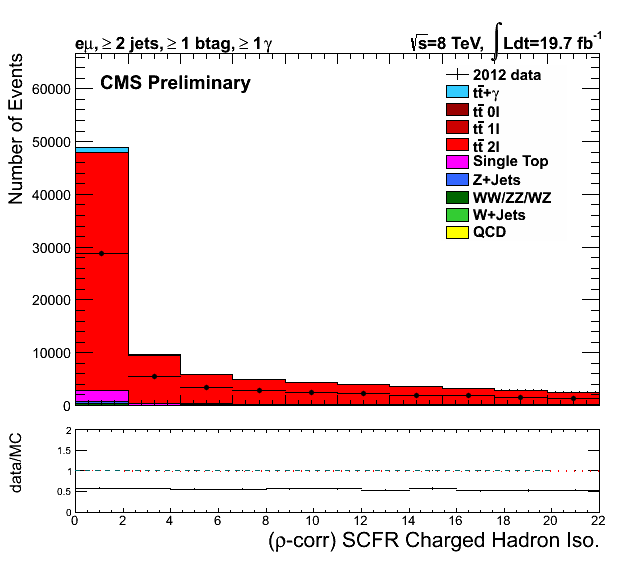 eμ, ≥ 2 jets, ≥ 1 btag, ≥ 1γ √s=8 TeV, ∫Ldt=19.7 fb⁻¹
CMS Preliminary
Number of Events
60000
50000
40000
30000
20000
10000
0
2012 data
tt̄+γ
tt̄ 0l
tt̄ 1l
tt̄ 2l
Single Top
Z+Jets
WW/ZZ/WZ
W+Jets
QCD
data/MC
2
1.5
1
0.5
0
0 2 4 6 8 10 12 14 16 18 20 22
(ρ-corr) SCFR Charged Hadron Iso.